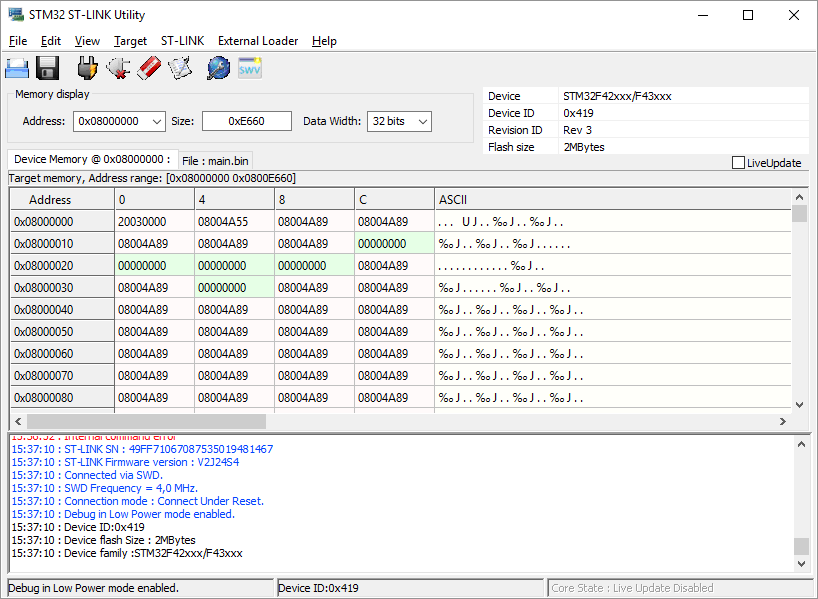 STM32 ST-LINK Utility
File Edit View Target ST-LINK External Loader Help
SWV
Memory display
Address: 0x08000000 Size: 0xE660 Data Width: 32 bits
Device STM32F42xxx/F43xxx
Device ID 0x419
Revision ID Rev 3
Flash size 2MBytes
LiveUpdate
Device Memory @ 0x08000000 : File : main.bin
Target memory, Address range: [0x08000000 0x0800E660]
Address 0 4 8 C ASCII
0x08000000 20030000 08004A55 08004A89 08004A89 ... UJ..‰J..‰J..
0x08000010 08004A89 08004A89 08004A89 00000000 ‰J..‰J..‰J......
0x08000020 00000000 00000000 00000000 08004A89 ............‰J..
0x08000030 08004A89 00000000 08004A89 08004A89 ‰J......‰J..‰J..
0x08000040 08004A89 08004A89 08004A89 08004A89 ‰J..‰J..‰J..‰J..
0x08000050 08004A89 08004A89 08004A89 08004A89 ‰J..‰J..‰J..‰J..
0x08000060 08004A89 08004A89 08004A89 08004A89 ‰J..‰J..‰J..‰J..
0x08000070 08004A89 08004A89 08004A89 08004A89 ‰J..‰J..‰J..‰J..
0x08000080 08004A89 08004A89 08004A89 08004A89 ‰J..‰J..‰J..‰J..
Internal command error
15:37:10 : ST-LINK SN : 49FF71067087535019481467
15:37:10 : ST-LINK Firmware version : V2J24S4
15:37:10 : Connected via SWD.
15:37:10 : SWD Frequency = 4,0 MHz.
15:37:10 : Connection mode : Connect Under Reset.
15:37:10 : Debug in Low Power mode enabled.
15:37:10 : Device ID:0x419
15:37:10 : Device flash Size : 2MBytes
15:37:10 : Device family :STM32F42xxx/F43xxx
Debug in Low Power mode enabled. Device ID:0x419 Core State : Live Update Disabled